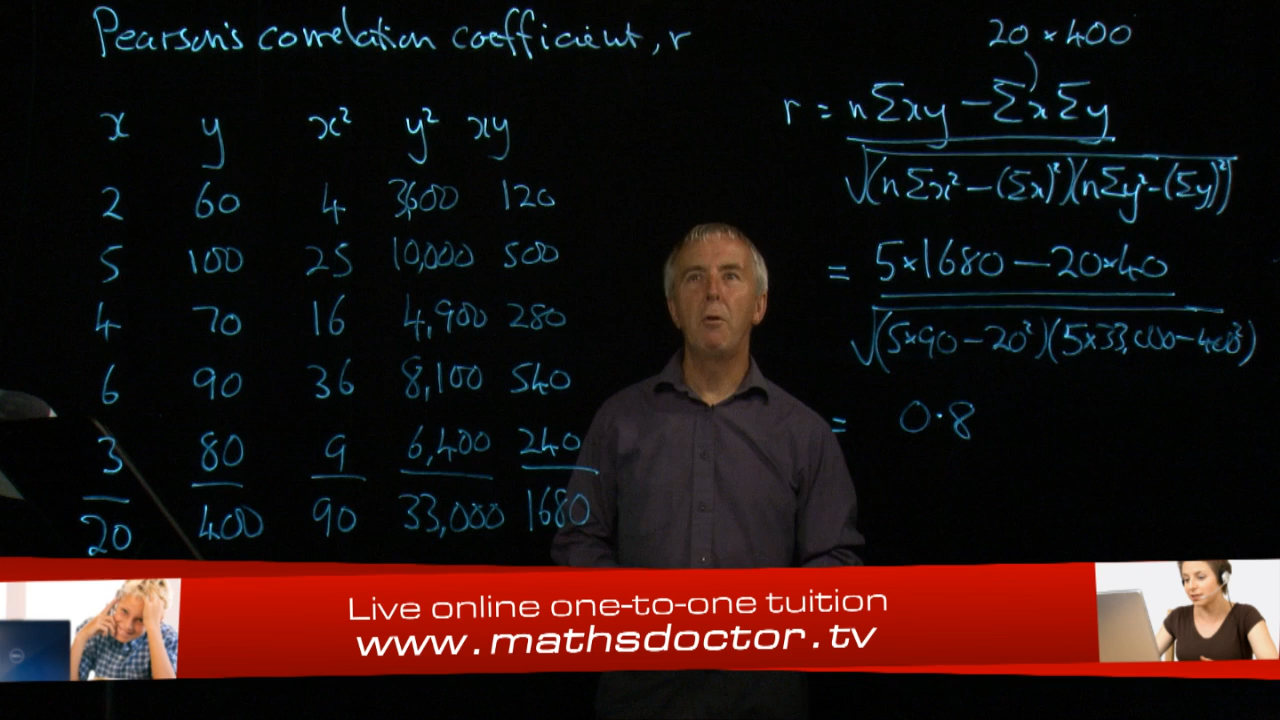 Pearson's correlation coefficient, r
x y x² y² xy
2 60 4 3600 120
5 100 25 10,000 500
4 70 16 4,900 280
6 90 36 8,100 540
3 80 9 6,400 240
20 400 90 33,000 1680
20 × 400
r = nΣxy − ΣxΣy
√(nΣx² − (Σx)²)(nΣy² − (Σy)²)
= 5×1680 − 20×40
√(5×90 − 20²)(5×33,000 − 400²)
= 0.8
Live online one-to-one tuition
www.mathsdoctor.tv